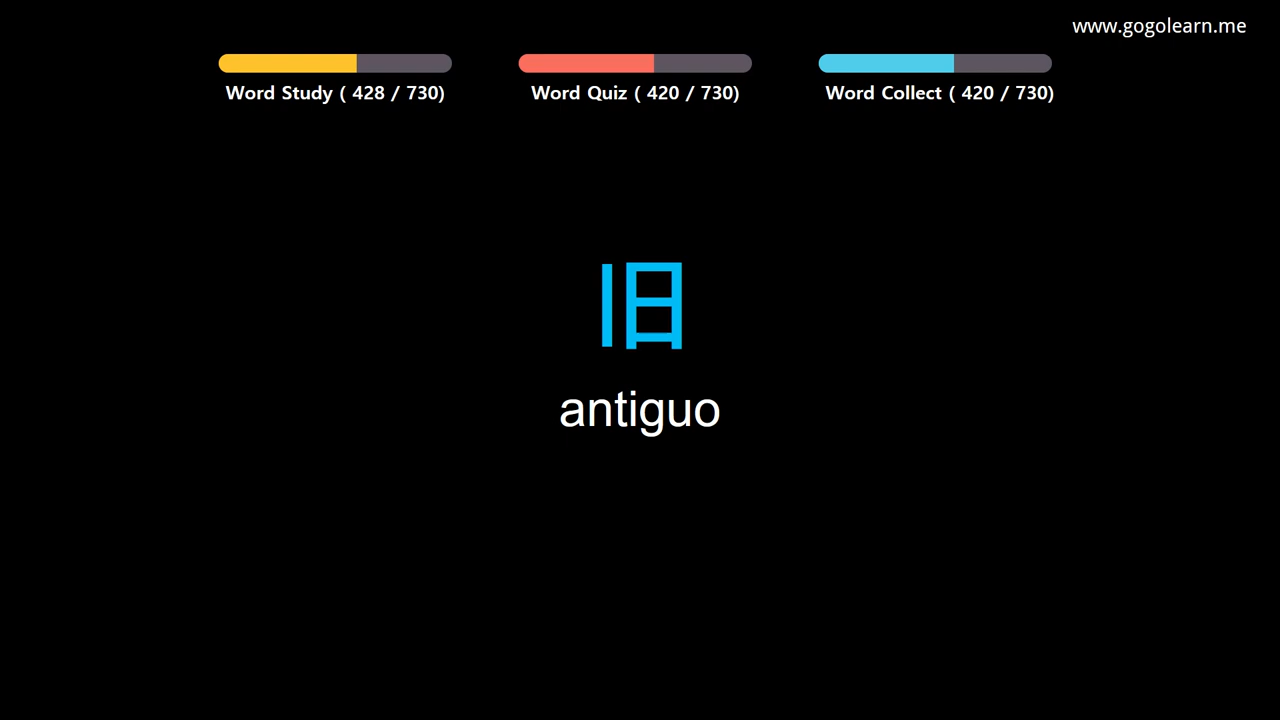 www.gogolearn.me
Word Study ( 428 / 730)
Word Quiz ( 420 / 730)
Word Collect ( 420 / 730)
旧
antiguo